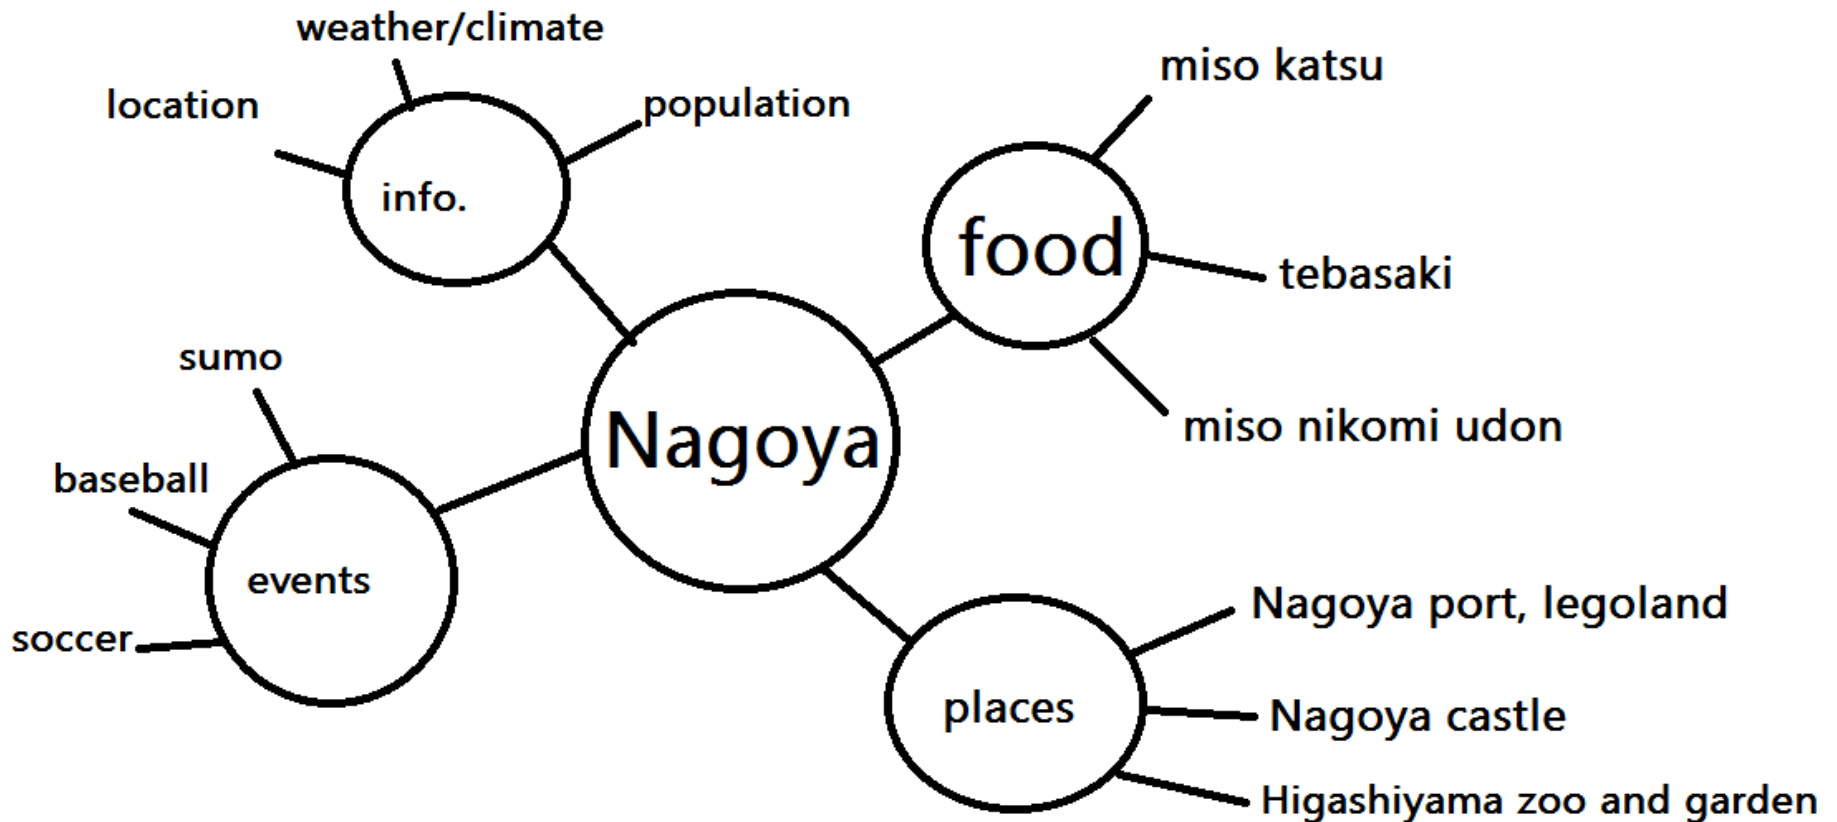 weather/climate
location
population
info.
miso katsu
food
tebasaki
miso nikomi udon
Nagoya
sumo
baseball
events
soccer
places
Nagoya port, legoland
Nagoya castle
Higashiyama zoo and garden